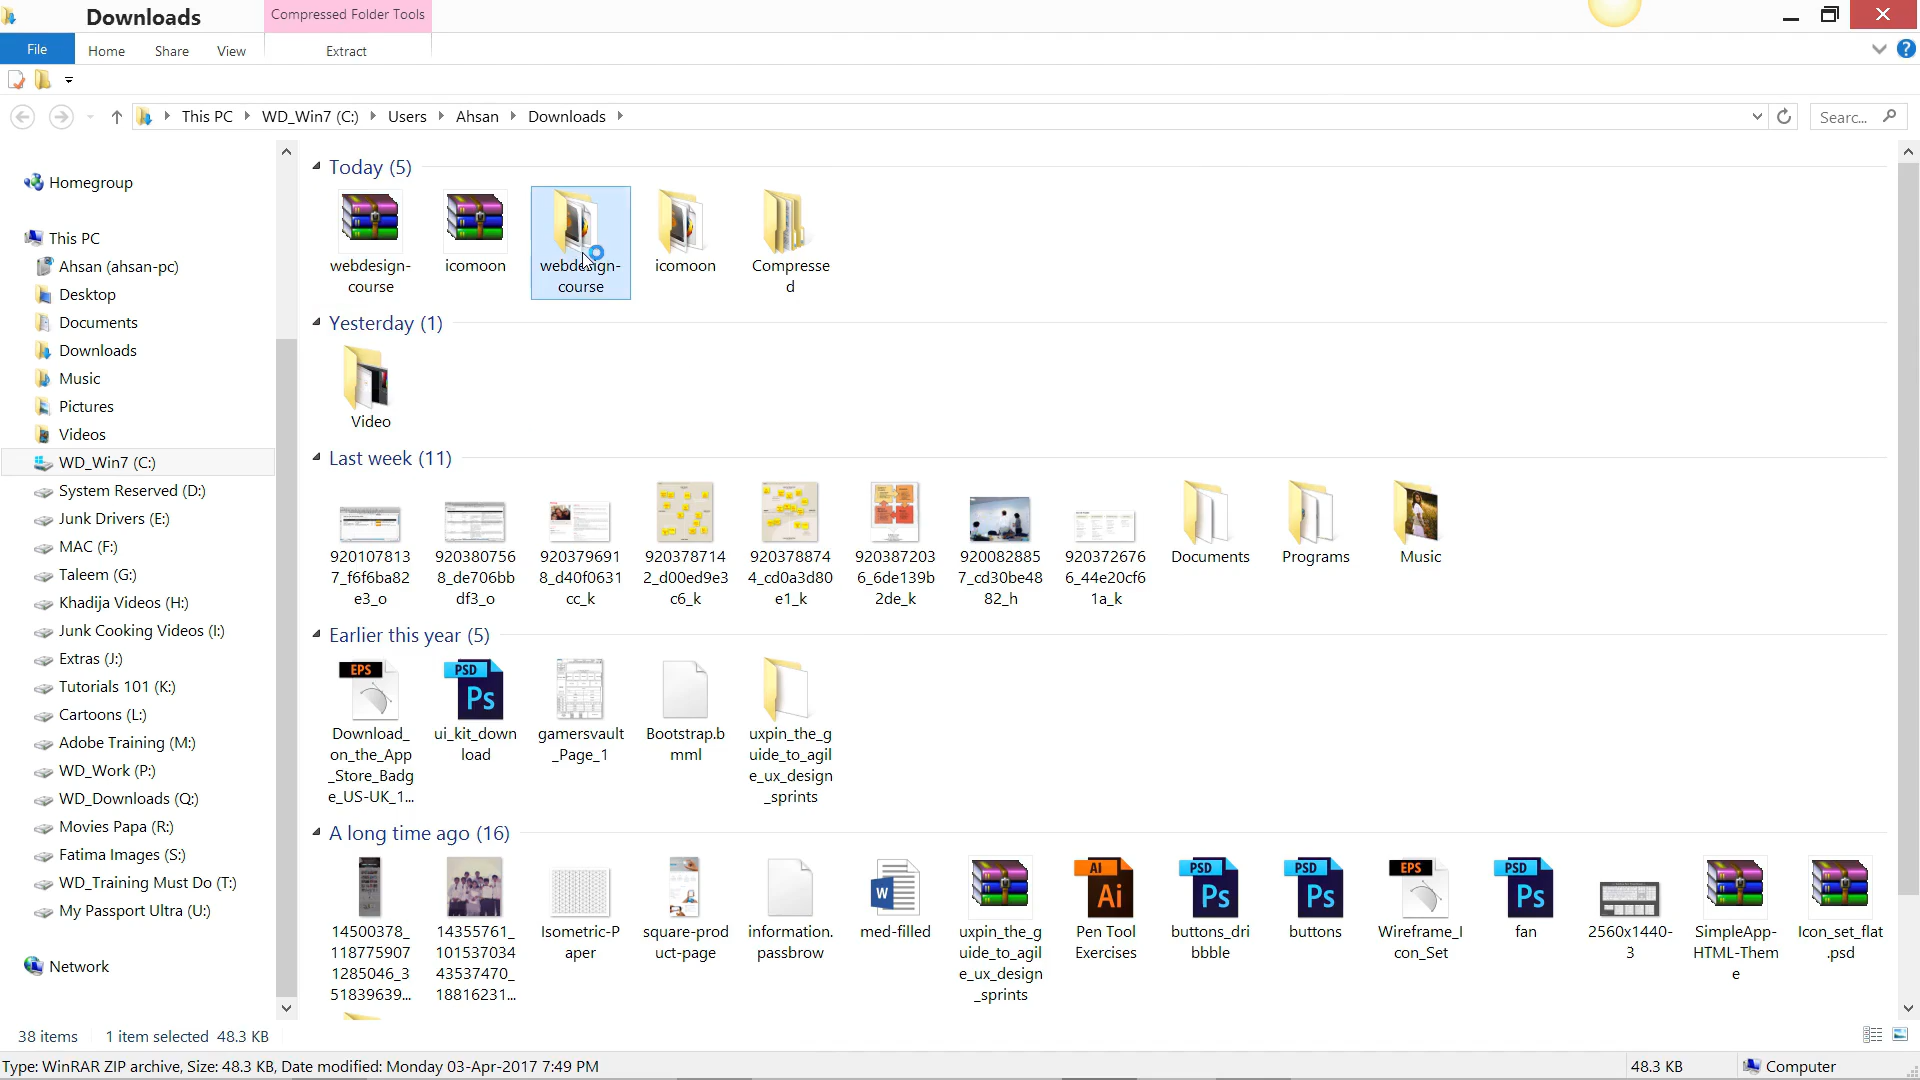 Downloads
Compressed Folder Tools
File
Home
Share
View
Extract
This PC
WD_Win7 (C:)
Users
Ahsan
Downloads
Searc...
Homegroup
This PC
Ahsan (ahsan-pc)
Desktop
Documents
Downloads
Music
Pictures
Videos
WD_Win7 (C:)
System Reserved (D:)
Junk Drivers (E:)
MAC (F:)
Taleem (G:)
Khadija Videos (H:)
Junk Cooking Videos (I:)
Extras (J:)
Tutorials 101 (K:)
Cartoons (L:)
Adobe Training (M:)
WD_Work (P:)
WD_Downloads (Q:)
Movies Papa (R:)
Fatima Images (S:)
WD_Training Must Do (T:)
My Passport Ultra (U:)
Network
Today (5)
webdesign-
course
icomoon
webdesign-
course
icomoon
Compresse
d
Yesterday (1)
Video
Last week (11)
920107813
7_f6f6ba82
e3_o
920380756
8_de706bb
df3_o
920379691
8_d40f0631
cc_k
920378714
2_d00ed9e3
c6_k
920378874
4_cd0a3d80
e1_k
920387203
6_6de139b
2de_k
920082885
7_cd30be48
82_h
920372676
6_44e20cf6
1a_k
Documents
Programs
Music
Earlier this year (5)
EPS
Download_
on_the_App
_Store_Badg
e_US-UK_1...
PSD
Ps
ui_kit_down
load
gamersvault
_Page_1
Bootstrap.b
mml
uxpin_the_g
uide_to_agil
e_ux_design
_sprints
A long time ago (16)
14500378_
118775907
1285046_3
51839639...
14355761_
101537034
43537470_
18816231...
Isometric-P
aper
square-prod
uct-page
information.
passbrow
W
med-filled
uxpin_the_g
uide_to_agil
e_ux_design
_sprints
Ai
Ai
Pen Tool
Exercises
PSD
Ps
buttons_dri
bbble
PSD
Ps
buttons
EPS
Wireframe_I
con_Set
PSD
Ps
fan
2560x1440-
3
SimpleApp-
HTML-Them
e
Icon_set_flat
.psd
38 items
1 item selected 48.3 KB
Type: WinRAR ZIP archive, Size: 48.3 KB, Date modified: Monday 03-Apr-2017 7:49 PM
48.3 KB
Computer